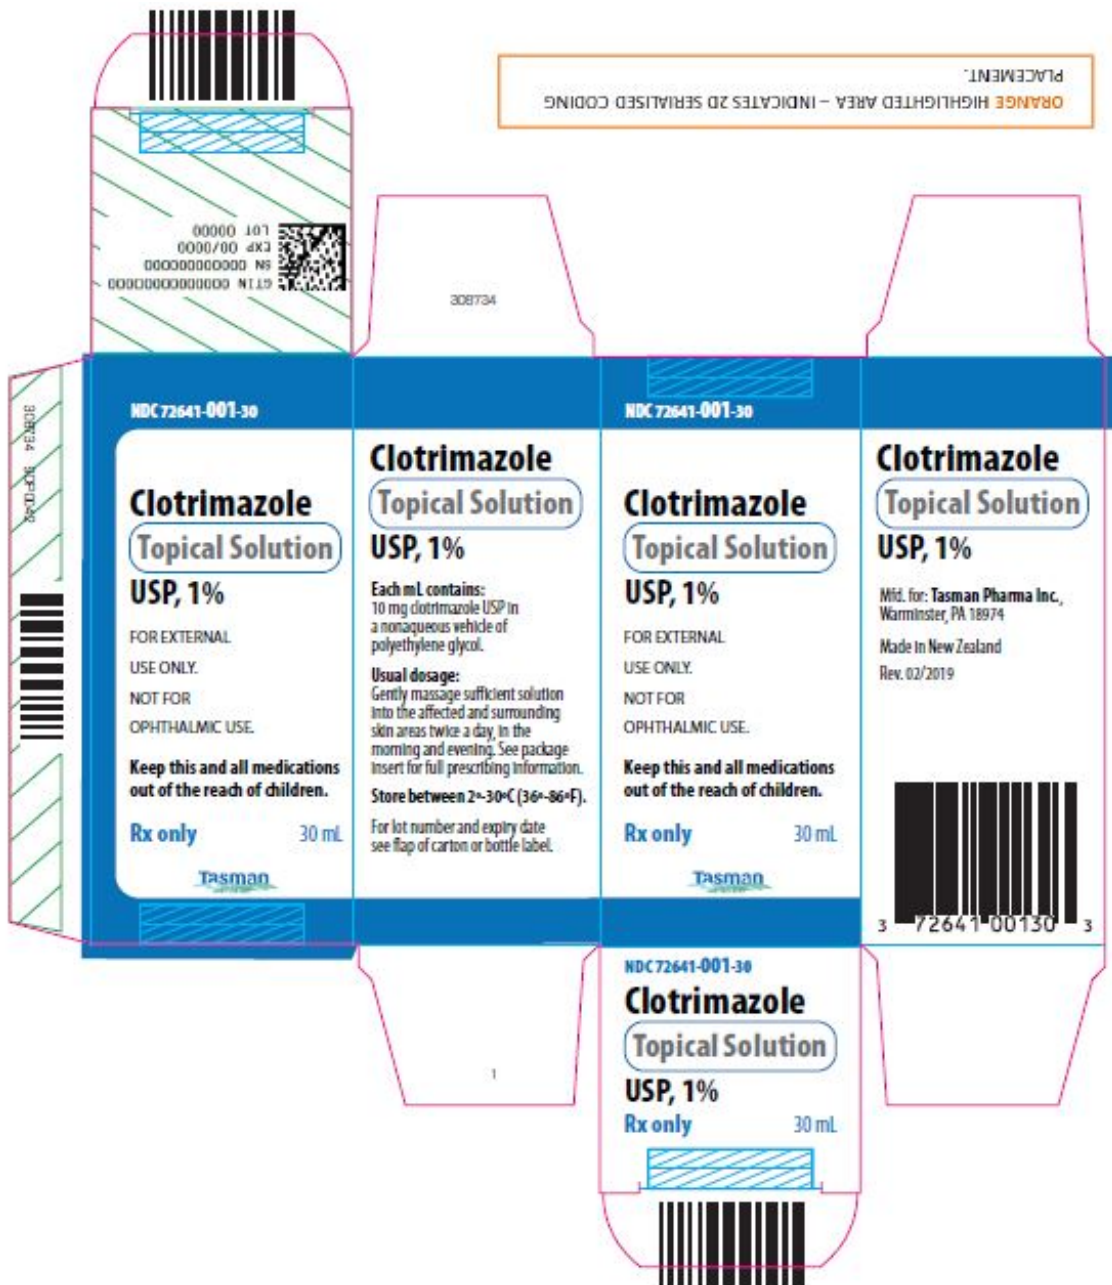 ORANGE HIGHLIGHTED AREA – INDICATES 2D SERIALISED CODING
PLACEMENT.
GTIN 00000000000000
SN 000000000000
EXP 00/0000
LOT 00000
308734
308734
NDC 72641-001-30
Clotrimazole
Topical Solution
USP, 1%
FOR EXTERNAL
USE ONLY.
NOT FOR
OPHTHALMIC USE.
Keep this and all medications
out of the reach of children.
Rx only 30 mL
Tasman
Clotrimazole
Topical Solution
USP, 1%
Each mL contains:
10 mg clotrimazole USP in
a nonaqueous vehicle of
polyethylene glycol.
Usual dosage:
Gently massage sufficient solution
into the affected and surrounding
skin areas twice a day, in the
morning and evening. See package
insert for full prescribing information.
Store between 2º-30ºC (36º-86ºF).
For lot number and expiry date
see flap of carton or bottle label.
NDC 72641-001-30
Clotrimazole
Topical Solution
USP, 1%
FOR EXTERNAL
USE ONLY.
NOT FOR
OPHTHALMIC USE.
Keep this and all medications
out of the reach of children.
Rx only 30 mL
Tasman
Clotrimazole
Topical Solution
USP, 1%
Mfd. for: Tasman Pharma Inc.,
Warminster, PA 18974
Made in New Zealand
Rev. 02/2019
3 72641 00130 3
1
NDC 72641-001-30
Clotrimazole
Topical Solution
USP, 1%
Rx only 30 mL